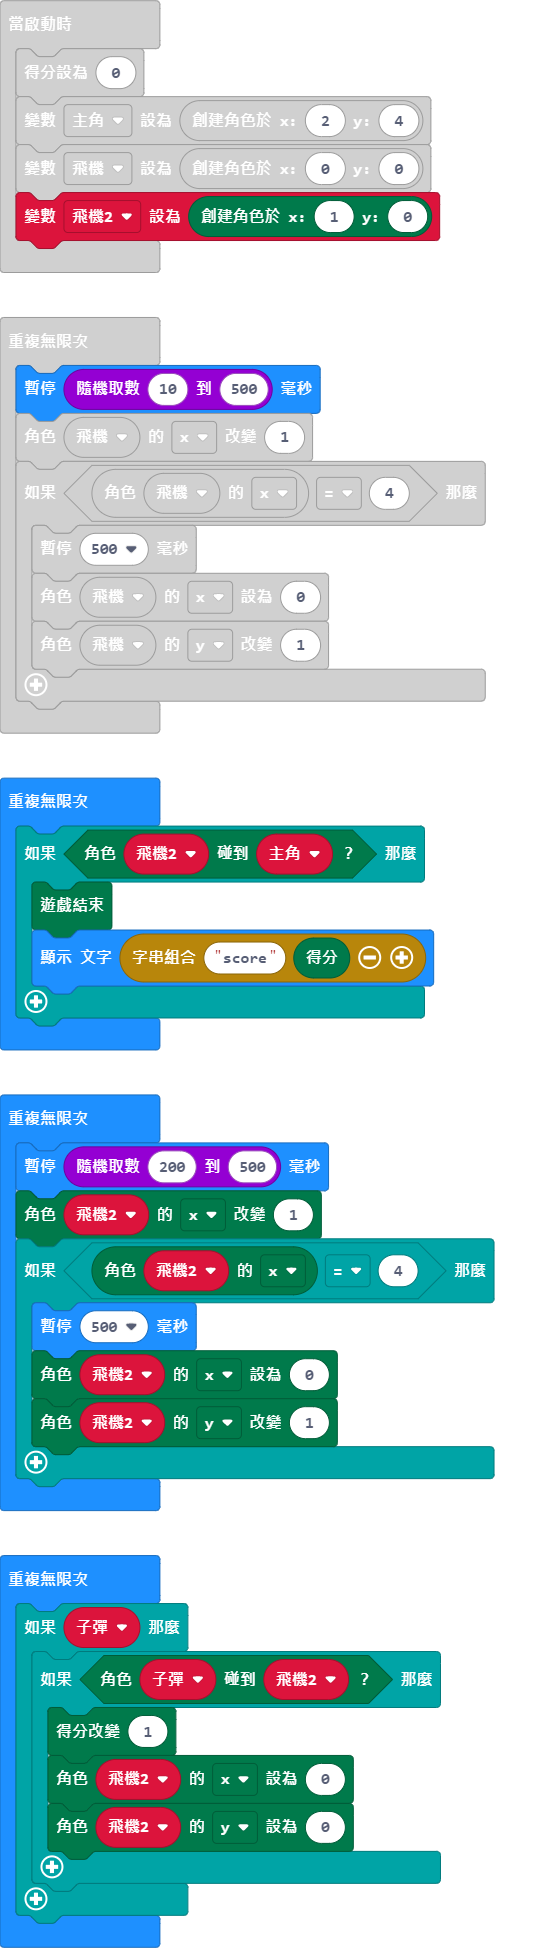 當啟動時
得分設為 0
變數 主角 設為 創建角色於 x: 2 y: 4
變數 飛機 設為 創建角色於 x: 0 y: 0
變數 飛機2 設為 創建角色於 x: 1 y: 0
重複無限次
暫停 隨機取數 10 到 500 毫秒
角色 飛機 的 x 改變 1
如果 角色 飛機 的 x = 4 那麼
暫停 500 毫秒
角色 飛機 的 x 設為 0
角色 飛機 的 y 改變 1
重複無限次
如果 角色 飛機2 碰到 主角 ? 那麼
遊戲結束
顯示 文字 字串組合 "score" 得分
重複無限次
暫停 隨機取數 200 到 500 毫秒
角色 飛機2 的 x 改變 1
如果 角色 飛機2 的 x = 4 那麼
暫停 500 毫秒
角色 飛機2 的 x 設為 0
角色 飛機2 的 y 改變 1
重複無限次
如果 子彈 那麼
如果 角色 子彈 碰到 飛機2 ? 那麼
得分改變 1
角色 飛機2 的 x 設為 0
角色 飛機2 的 y 設為 0